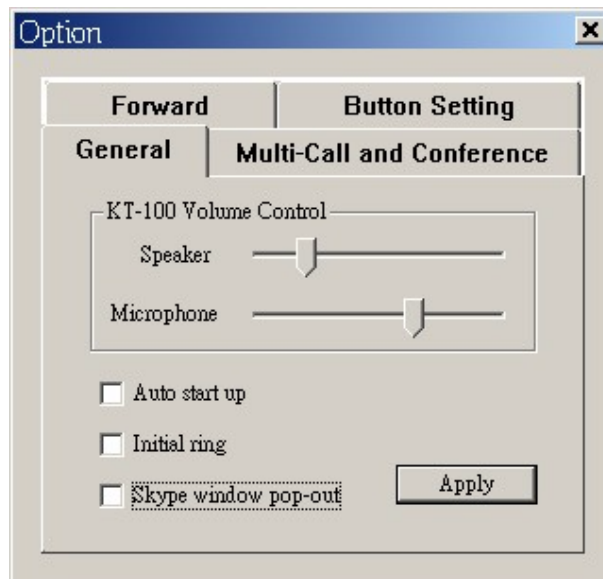 Option
Forward
Button Setting
General
Multi-Call and Conference
KT-100 Volume Control
Speaker
Microphone
Auto start up
Initial ring
Skype window pop-out
Apply